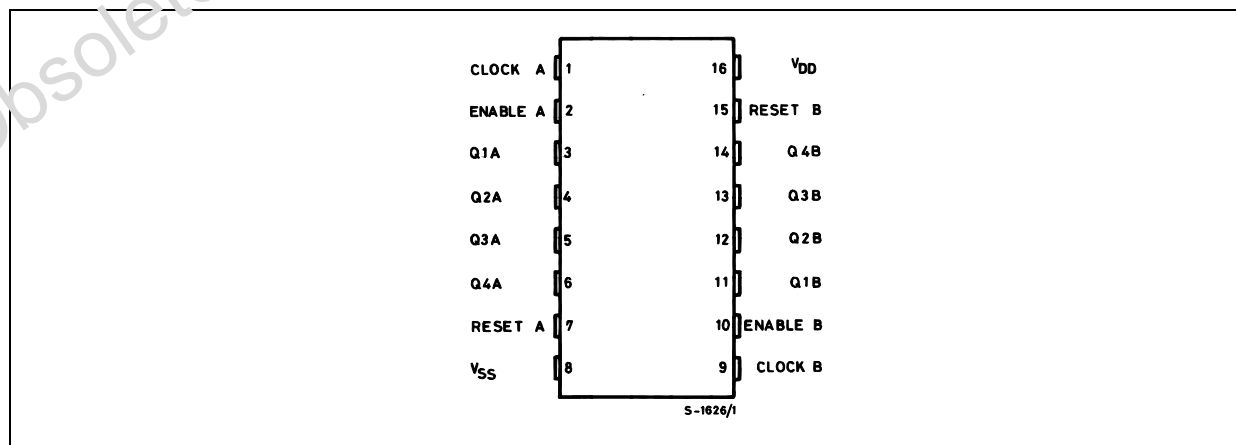 Obsolete
CLOCK A 1 16 VDD
ENABLE A 2 15 RESET B
Q1A 3 14 Q4B
Q2A 4 13 Q3B
Q3A 5 12 Q2B
Q4A 6 11 Q1B
RESET A 7 10 ENABLE B
VSS 8 9 CLOCK B
S-1626/1